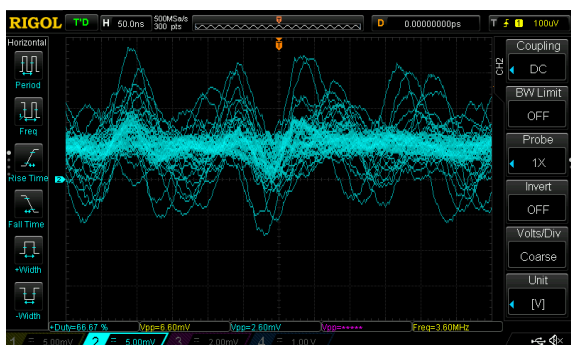 RIGOL T'D H 50.0ns 500MSa/s 300 pts D 0.00000000ps T 1 100uV
Horizontal
Period
Freq
Rise Time
Fall Time
+Width
-Width
CH2
Coupling
DC
BW Limit
OFF
Probe
1X
Invert
OFF
Volts/Div
Coarse
Unit
[V]
2
+Duty=66.67 % Vpp=6.60mV Vpp=2.60mV Vpp=***** Freq=3.60MHz
1 = 5.00mV 2 = 5.00mV 3 = 2.00mV 4 = 1.00 V